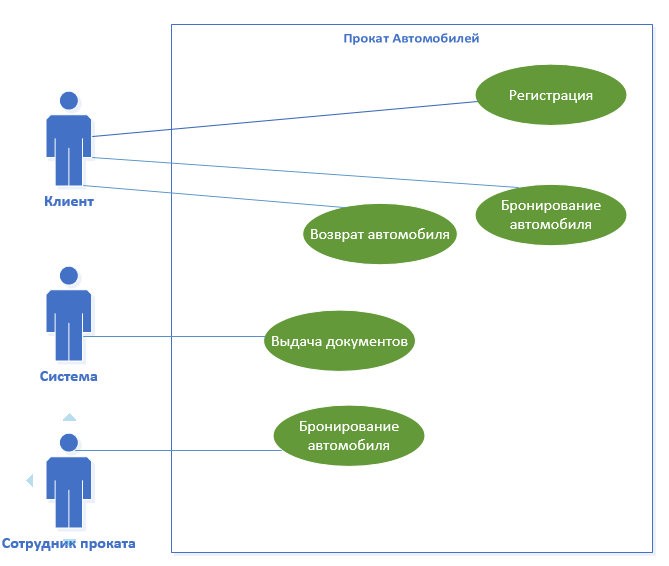 Прокат Автомобилей
Регистрация
Клиент
Бронирование
автомобиля
Возврат автомобиля
Выдача документов
Система
Бронирование
автомобиля
Сотрудник проката